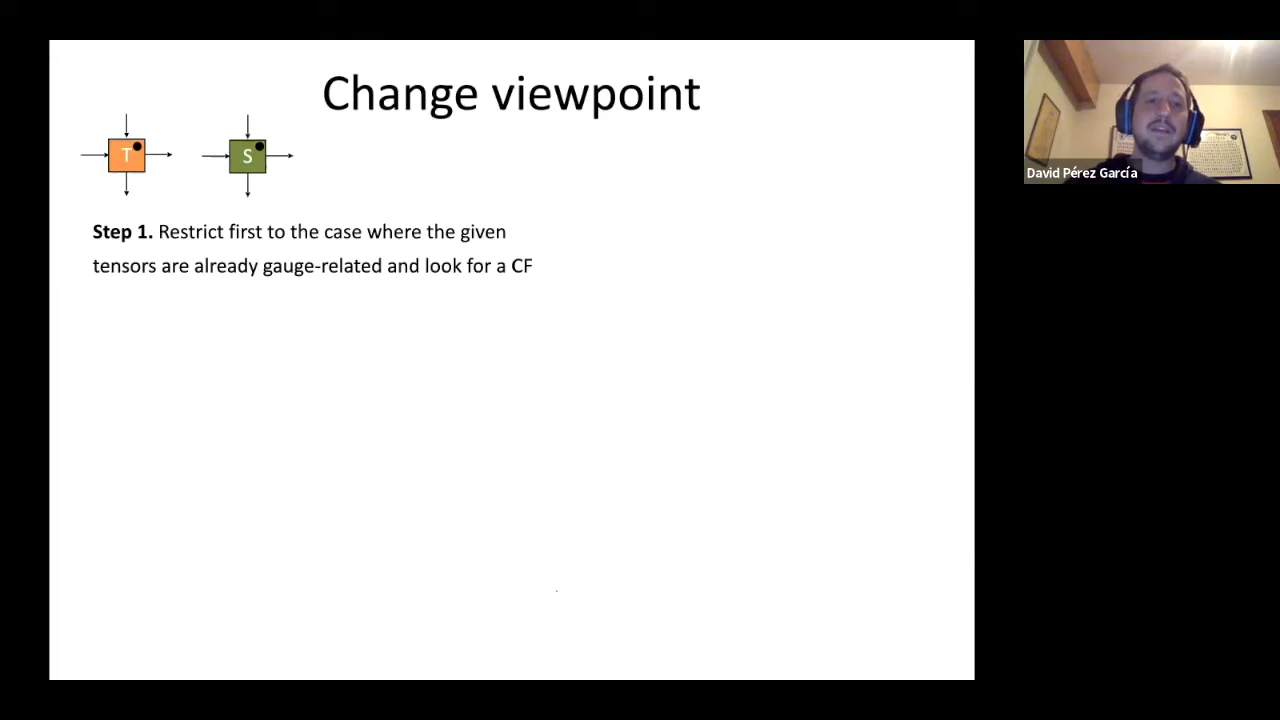 Change viewpoint
T
S
Step 1. Restrict first to the case where the given
tensors are already gauge-related and look for a CF
David Pérez García